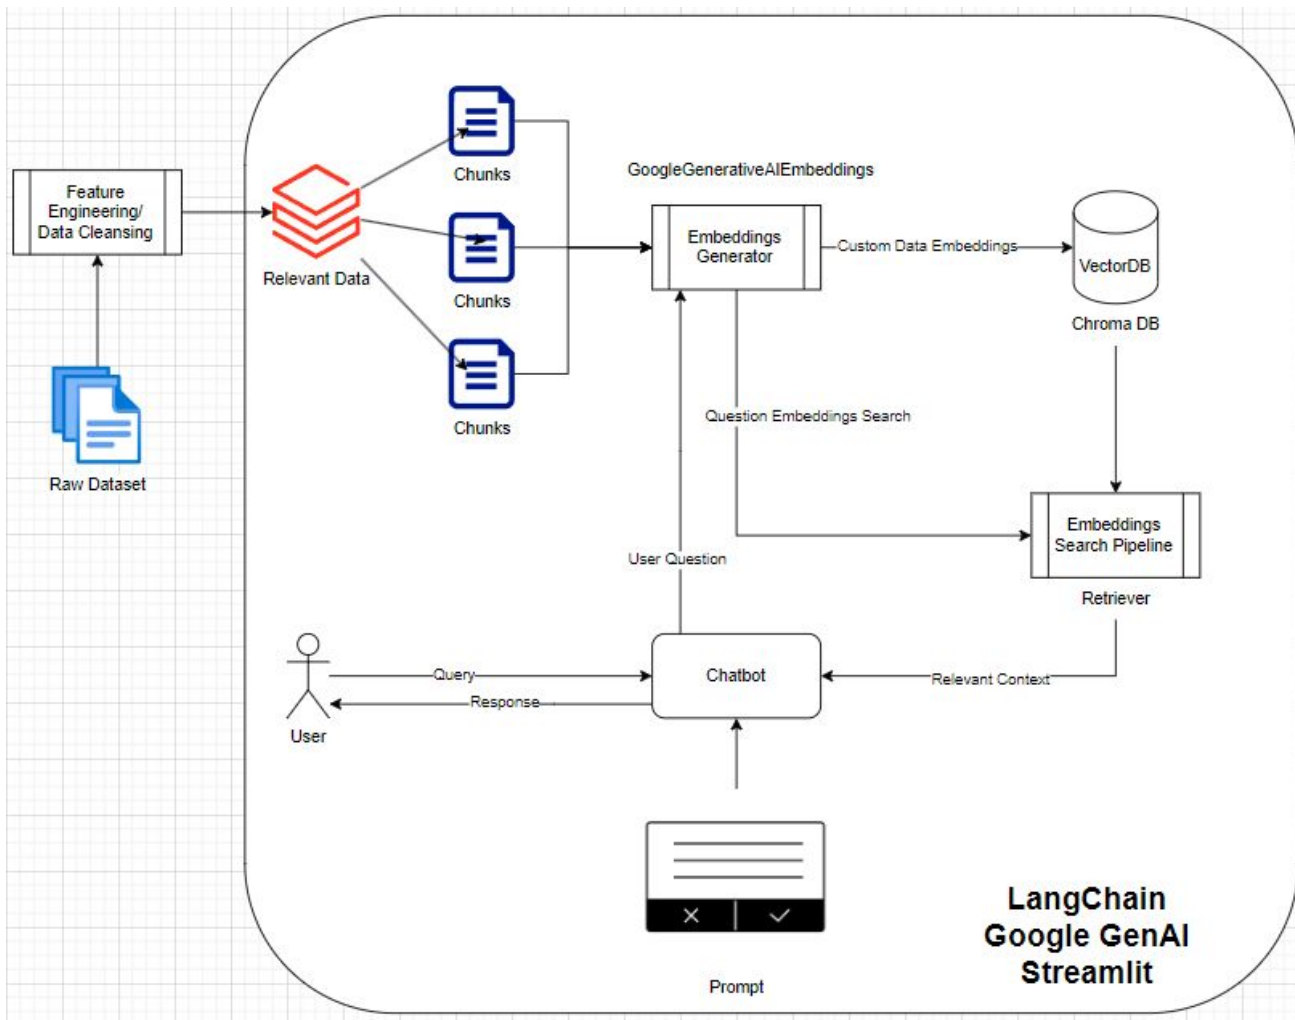 Feature
Engineering/
Data Cleansing
Raw Dataset
Relevant Data
Chunks
Chunks
Chunks
GoogleGenerativeAIEmbeddings
Embeddings
Generator
Custom Data Embeddings
VectorDB
Chroma DB
Question Embeddings Search
Embeddings
Search Pipeline
Retriever
User Question
Query
Response
User
Chatbot
Relevant Context
Prompt
LangChain
Google GenAI
Streamlit